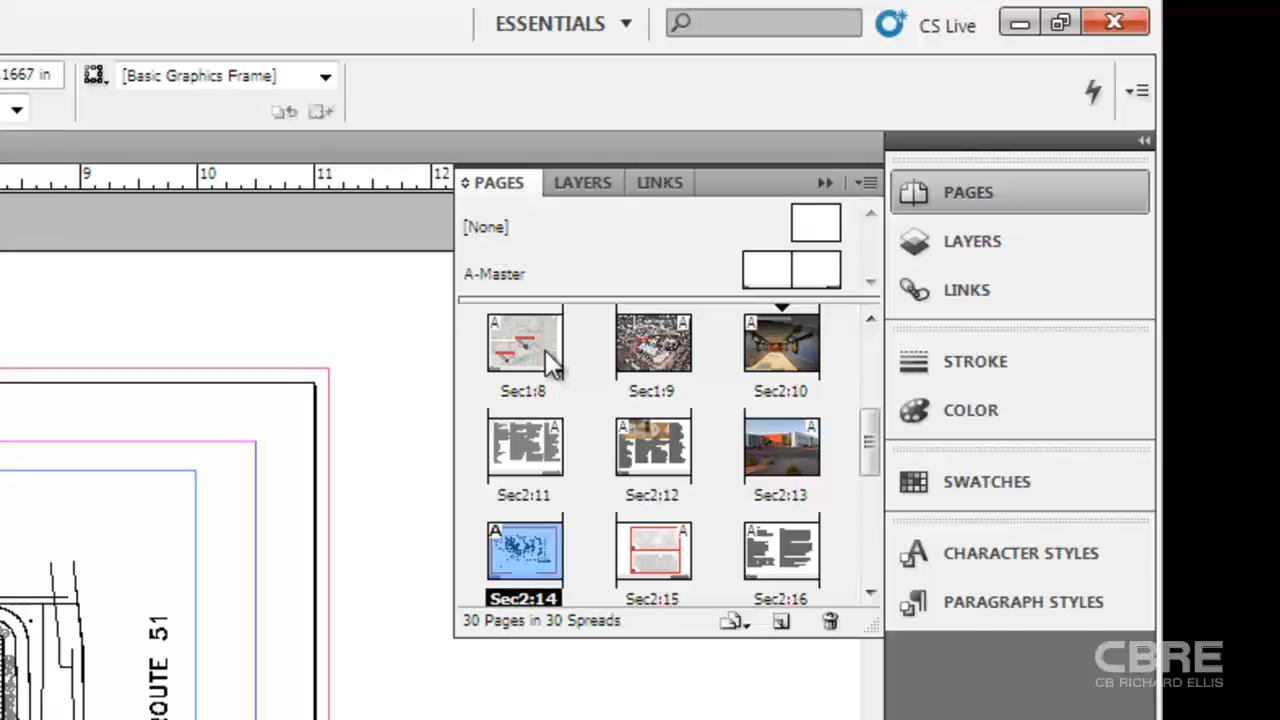 ESSENTIALS
CS Live
.1667 in
[Basic Graphics Frame]
9 10 11 12
PAGES LAYERS LINKS
[None]
A-Master
A A
Sec1:8 Sec1:9 Sec2:10
A A A
Sec2:11 Sec2:12 Sec2:13
A A A
Sec2:14 Sec2:15 Sec2:16
30 Pages in 30 Spreads
PAGES
LAYERS
LINKS
STROKE
COLOR
SWATCHES
CHARACTER STYLES
PARAGRAPH STYLES
ROUTE 51
CBRE
CB RICHARD ELLIS